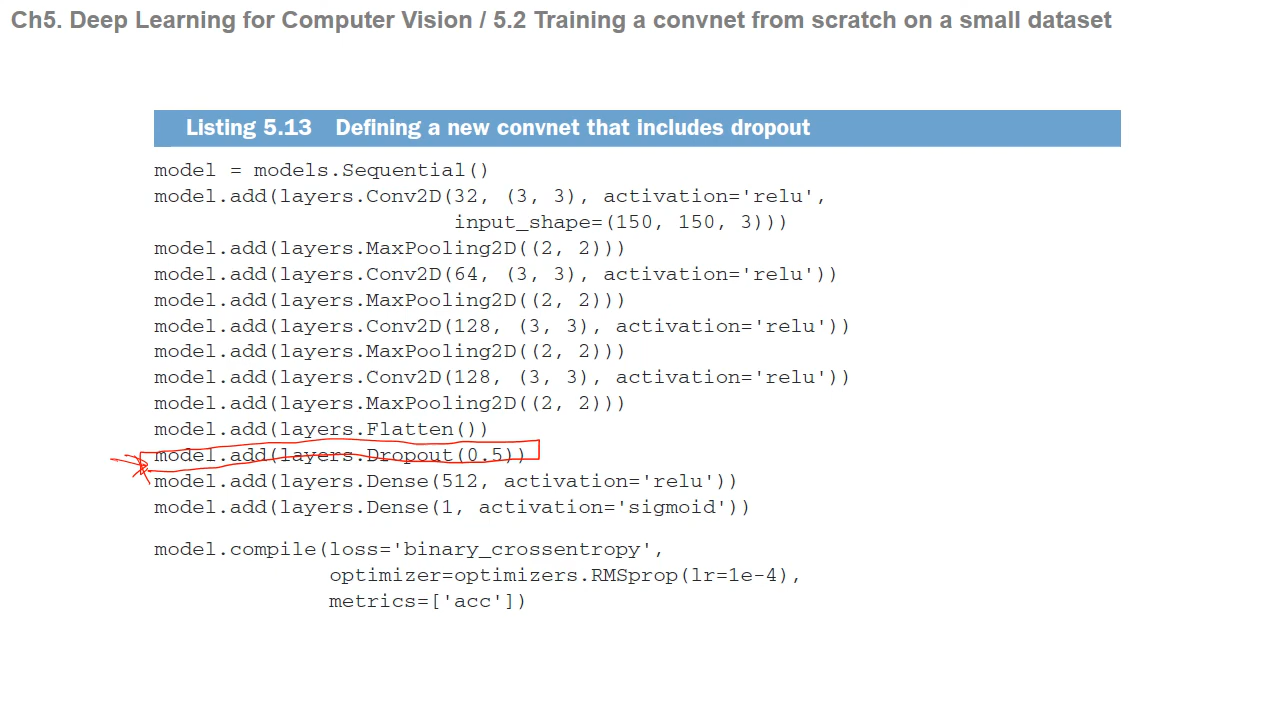 Ch5. Deep Learning for Computer Vision / 5.2 Training a convnet from scratch on a small dataset
Listing 5.13 Defining a new convnet that includes dropout
model = models.Sequential()
model.add(layers.Conv2D(32, (3, 3), activation='relu',
input_shape=(150, 150, 3)))
model.add(layers.MaxPooling2D((2, 2)))
model.add(layers.Conv2D(64, (3, 3), activation='relu'))
model.add(layers.MaxPooling2D((2, 2)))
model.add(layers.Conv2D(128, (3, 3), activation='relu'))
model.add(layers.MaxPooling2D((2, 2)))
model.add(layers.Conv2D(128, (3, 3), activation='relu'))
model.add(layers.MaxPooling2D((2, 2)))
model.add(layers.Flatten())
model.add(layers.Dropout(0.5))
model.add(layers.Dense(512, activation='relu'))
model.add(layers.Dense(1, activation='sigmoid'))
model.compile(loss='binary_crossentropy',
optimizer=optimizers.RMSprop(lr=1e-4),
metrics=['acc'])